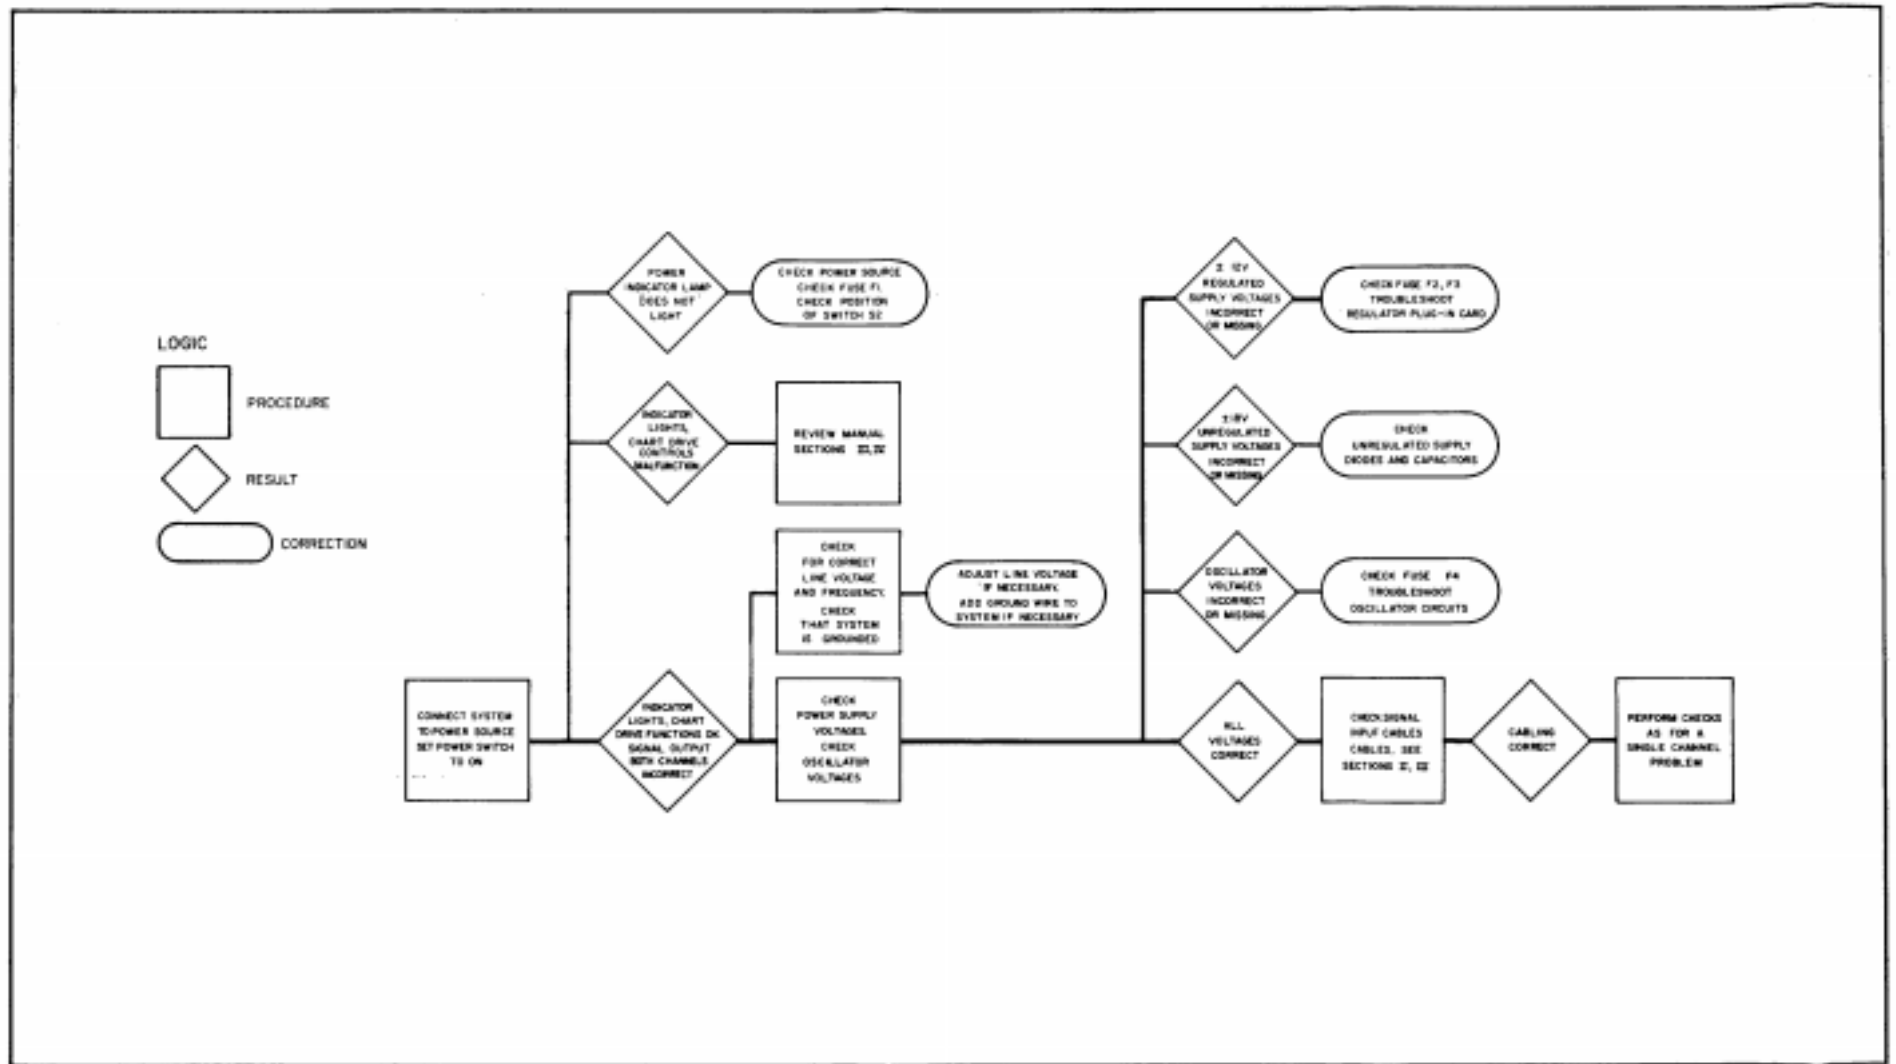 LOGIC
PROCEDURE
RESULT
CORRECTION
CONNECT SYSTEM
TO POWER SOURCE
SET POWER SWITCH
TO ON
POWER
INDICATOR LAMP
DOES NOT
LIGHT
CHECK POWER SOURCE
CHECK FUSE F1.
CHECK POSITION
OF SWITCH S2
INDICATOR
LIGHTS,
CHART DRIVE
CONTROLS
MALFUNCTION
REVIEW MANUAL
SECTIONS III, IV
CHECK
FOR CORRECT
LINE VOLTAGE
AND FREQUENCY.
CHECK
THAT SYSTEM
IS GROUNDED
ADJUST LINE VOLTAGE
IF NECESSARY.
ADD GROUND WIRE TO
SYSTEM IF NECESSARY
INDICATOR
LIGHTS, CHART
DRIVE FUNCTIONS OK
SIGNAL OUTPUT
BOTH CHANNELS
INCORRECT
CHECK
POWER SUPPLY
VOLTAGES.
CHECK
OSCILLATOR
VOLTAGES
± 12V
REGULATED
SUPPLY VOLTAGES
INCORRECT
OR MISSING
CHECK FUSE F2, F3
TROUBLESHOOT
REGULATOR PLUG-IN CARD
±18V
UNREGULATED
SUPPLY VOLTAGES
INCORRECT
OR MISSING
CHECK
UNREGULATED SUPPLY
DIODES AND CAPACITORS
OSCILLATOR
VOLTAGES
INCORRECT
OR MISSING
CHECK FUSE F4
TROUBLESHOOT
OSCILLATOR CIRCUITS
ALL
VOLTAGES
CORRECT
CHECK SIGNAL
INPUT CABLES
CABLES. SEE
SECTIONS
CABLING
CORRECT
PERFORM CHECKS
AS FOR A
SINGLE CHANNEL
PROBLEM